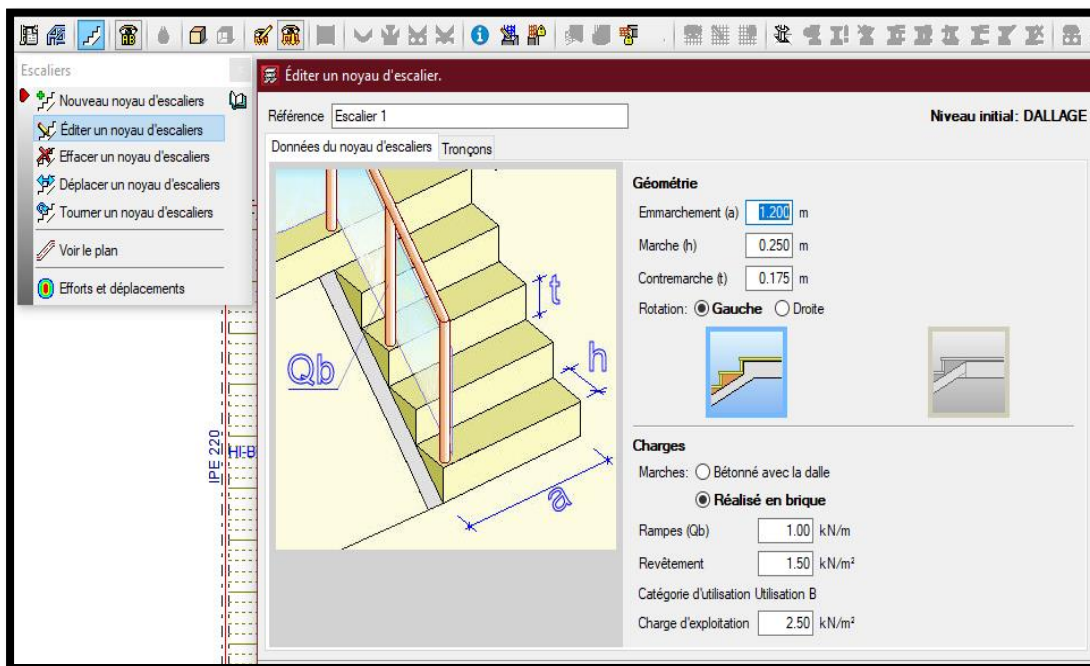 Escaliers
Nouveau noyau d'escaliers
Éditer un noyau d'escaliers
Effacer un noyau d'escaliers
Déplacer un noyau d'escaliers
Tourner un noyau d'escaliers
Voir le plan
Efforts et déplacements
IPE 220
HI-B
Éditer un noyau d'escalier.
Référence Escalier 1 Niveau initial: DALLAGE
Données du noyau d'escaliers Tronçons
t
h
Qb
a
Géométrie
Emmarchement (a) 1.200 m
Marche (h) 0.250 m
Contremarche (t) 0.175 m
Rotation: Gauche Droite
Charges
Marches: Bétonné avec la dalle
Réalisé en brique
Rampes (Qb) 1.00 kN/m
Revêtement 1.50 kN/m²
Catégorie d'utilisation Utilisation B
Charge d'exploitation 2.50 kN/m²